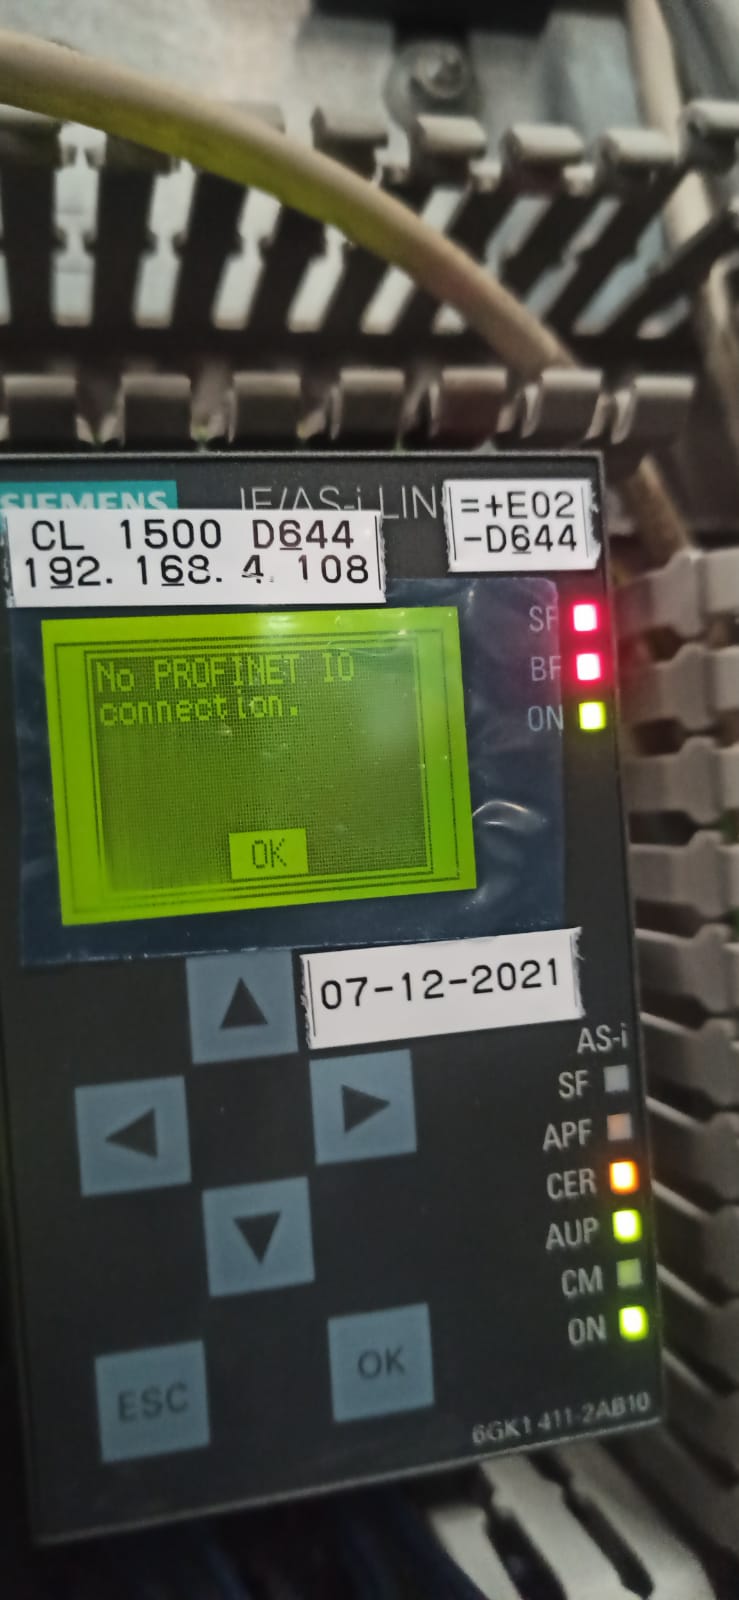 SIEMENS
IE/AS-i LIN
=+E02
-D644
CL 1500 D644
192.168.4.108
SF
BF
ON
No PROFINET IO
connection.
OK
07-12-2021
AS-i
SF
APF
CER
AUP
CM
ON
ESC
OK
6GK1 411-2AB10